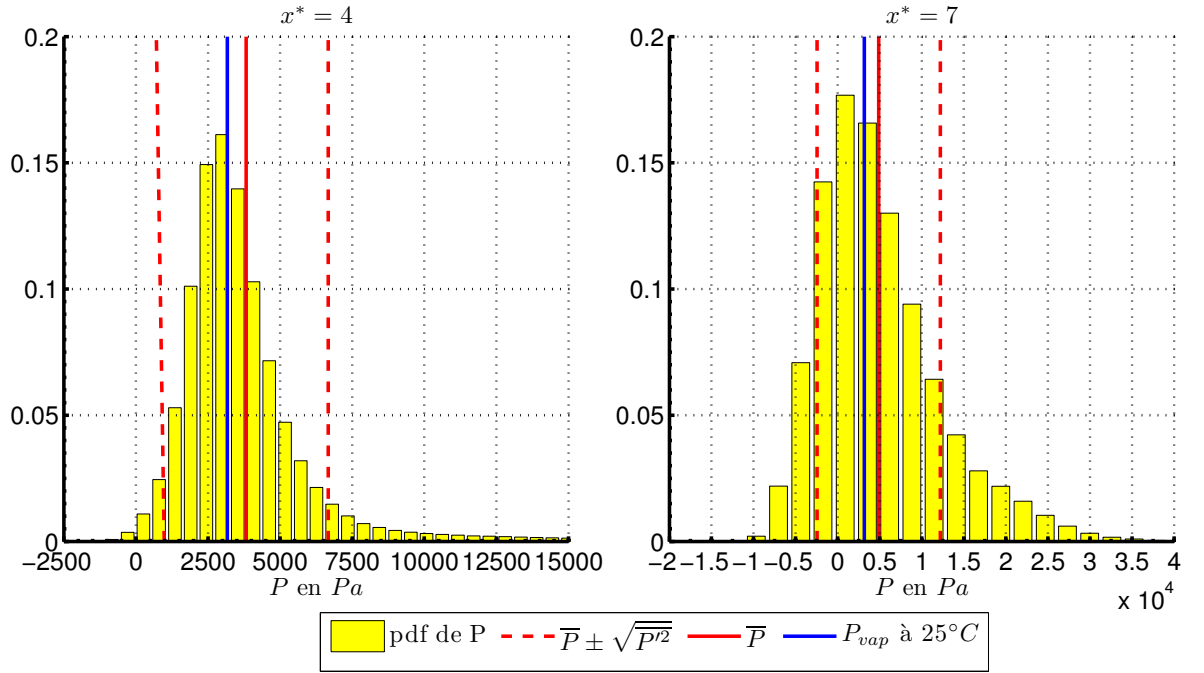 x* = 4
0.2
0.15
0.1
0.05
0
−2500 0 2500 5000 7500 10000 12500 15000
P en Pa
x* = 7
0.2
0.15
0.1
0.05
0
−2 −1.5 −1 −0.5 0 0.5 1 1.5 2 2.5 3 3.5 4
x 10⁴
P en Pa
pdf de P P̅ ± √P'² P̅ P_vap à 25°C